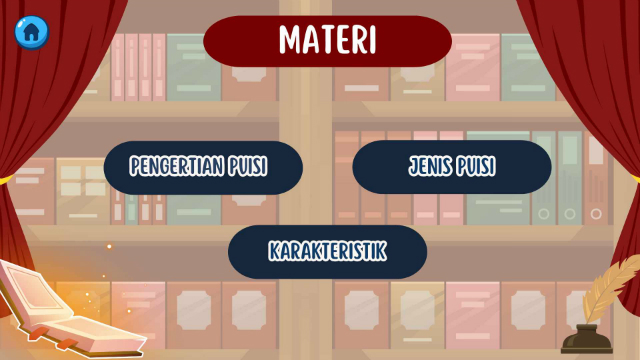 MATERI
PENGERTIAN PUISI
JENIS PUISI
KARAKTERISTIK